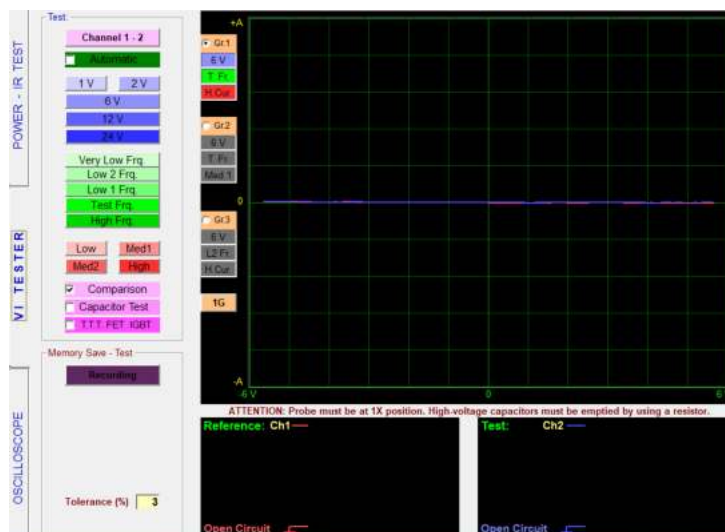 POWER - IR TEST
VI TESTER
OSCILLOSCOPE
Test:
Channel 1 - 2
Automatic
1 V
2 V
6 V
12 V
24 V
Very Low Frq.
Low 2 Frq.
Low 1 Frq.
Test Frq.
High Frq.
Low
Med1
Med2
High
Comparison
Capacitor Test
T.T.T. FET. IGBT
Memory Save - Test
Recording
Tolerance (%) 3
Gr.1
6 V
T. Fr.
H.Cur.
Gr.2
6 V
T. Fr.
Med 1
Gr.3
6 V
L2 Fr.
H.Cur.
1G
+A
0
-A
-6 V
0
6
ATTENTION: Probe must be at 1X position. High-voltage capacitors must be emptied by using a resistor.
Reference: Ch1
Open Circuit
Test: Ch2
Open Circuit